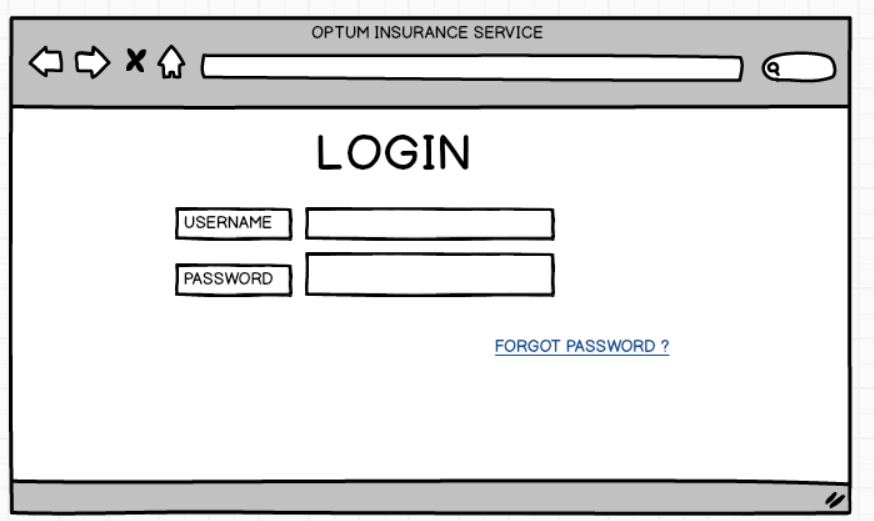 OPTUM INSURANCE SERVICE
LOGIN
USERNAME
PASSWORD
FORGOT PASSWORD ?